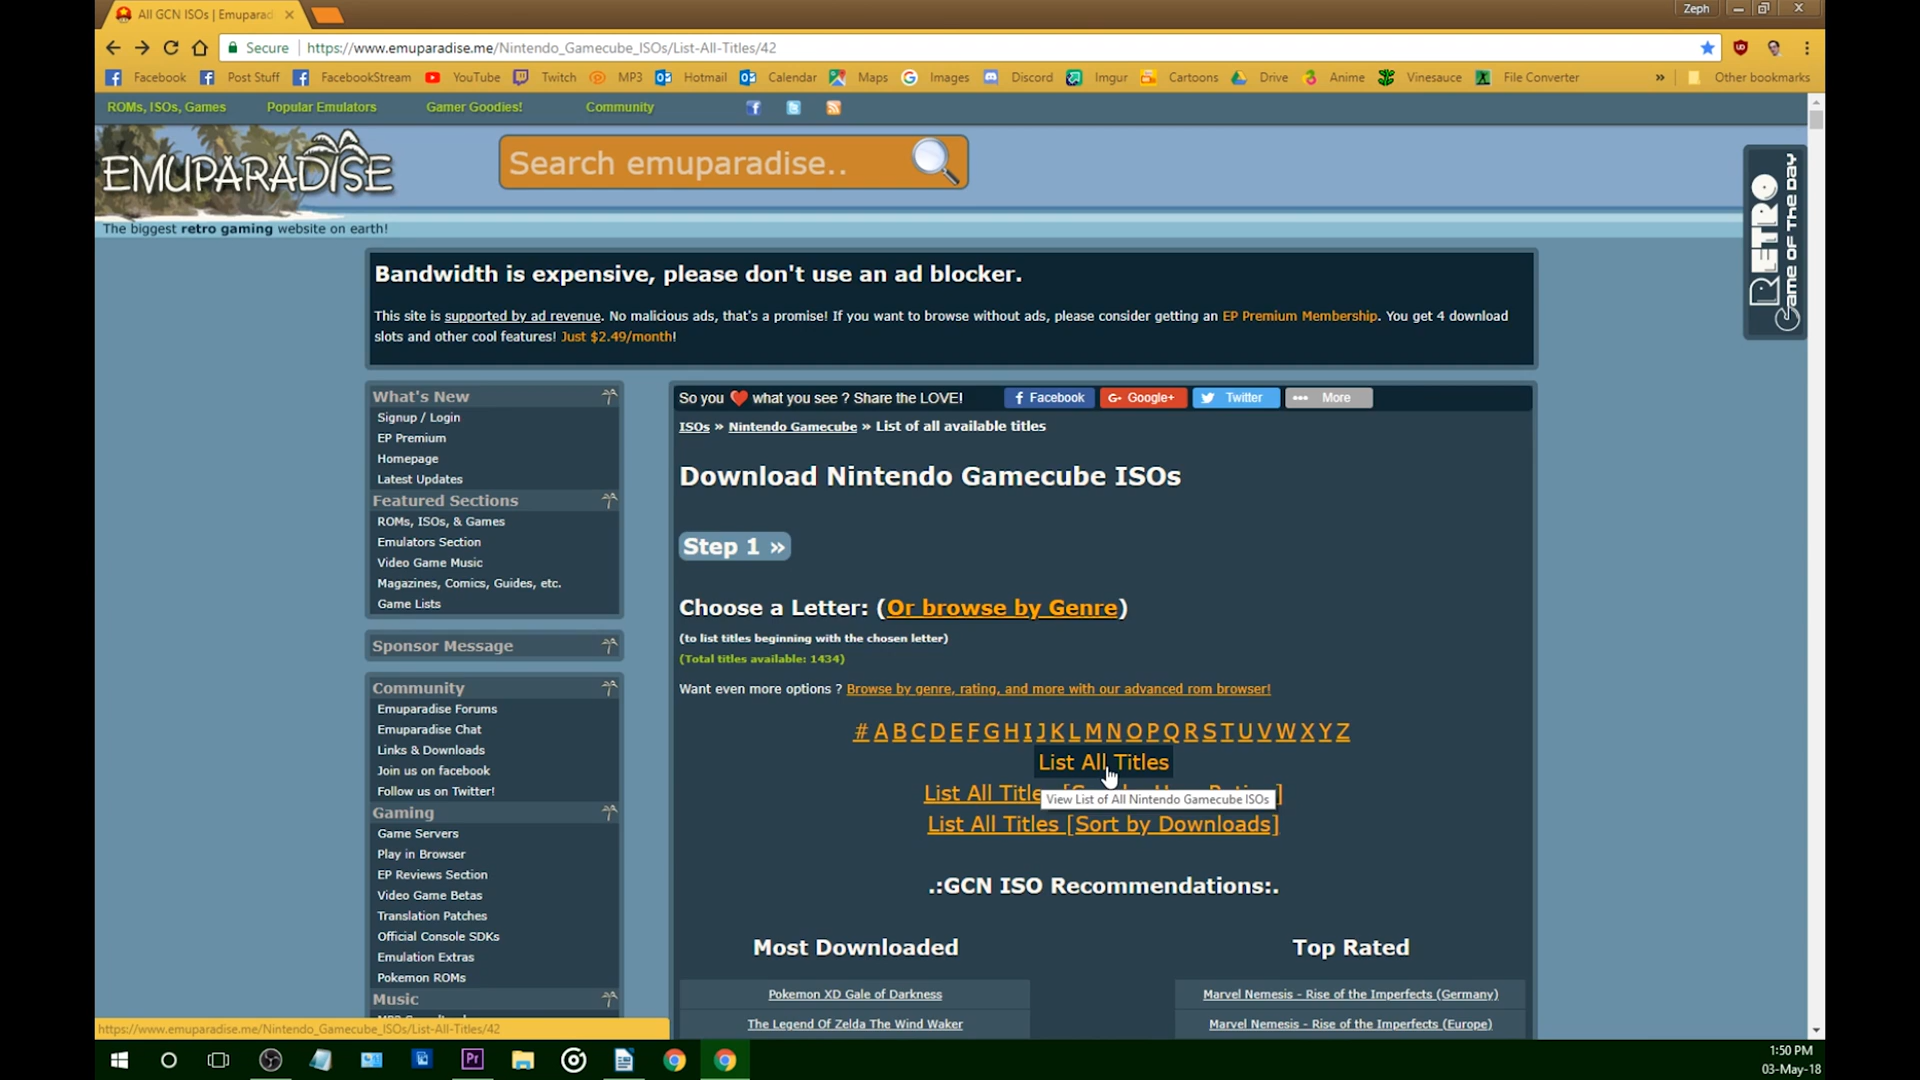 All GCN ISOs | Emuparad
Zeph
Secure https://www.emuparadise.me/Nintendo_Gamecube_ISOs/List-All-Titles/42
Facebook Post Stuff FacebookStream YouTube Twitch MP3 Hotmail Calendar Maps Images Discord Imgur Cartoons Drive Anime Vinesauce File Converter » Other bookmarks
ROMs, ISOs, Games Popular Emulators Gamer Goodies! Community
EMUPARADISE
Search emuparadise..
RETRO
Game of The Day
The biggest retro gaming website on earth!
Bandwidth is expensive, please don't use an ad blocker.
This site is supported by ad revenue. No malicious ads, that's a promise! If you want to browse without ads, please consider getting an EP Premium Membership. You get 4 download
slots and other cool features! Just $2.49/month!
What's New
Signup / Login
EP Premium
Homepage
Latest Updates
Featured Sections
ROMs, ISOs, & Games
Emulators Section
Video Game Music
Magazines, Comics, Guides, etc.
Game Lists
Sponsor Message
Community
Emuparadise Forums
Emuparadise Chat
Links & Downloads
Join us on facebook
Follow us on Twitter!
Gaming
Game Servers
Play in Browser
EP Reviews Section
Video Game Betas
Translation Patches
Official Console SDKs
Emulation Extras
Pokemon ROMs
Music
So you ❤ what you see ? Share the LOVE! Facebook Google+ Twitter More
ISOs » Nintendo Gamecube » List of all available titles
Download Nintendo Gamecube ISOs
Step 1 »
Choose a Letter: (Or browse by Genre)
(to list titles beginning with the chosen letter)
(Total titles available: 1434)
Want even more options ? Browse by genre, rating, and more with our advanced rom browser!
# A B C D E F G H I J K L M N O P Q R S T U V W X Y Z
List All Titles
List All Title
View List of All Nintendo Gamecube ISOs
List All Titles [Sort by Downloads]
.:GCN ISO Recommendations:.
Most Downloaded Top Rated
Pokemon XD Gale of Darkness Marvel Nemesis - Rise of the Imperfects (Germany)
The Legend Of Zelda The Wind Waker Marvel Nemesis - Rise of the Imperfects (Europe)
https://www.emuparadise.me/Nintendo_Gamecube_ISOs/List-All-Titles/42
Pr
1:50 PM
03-May-18